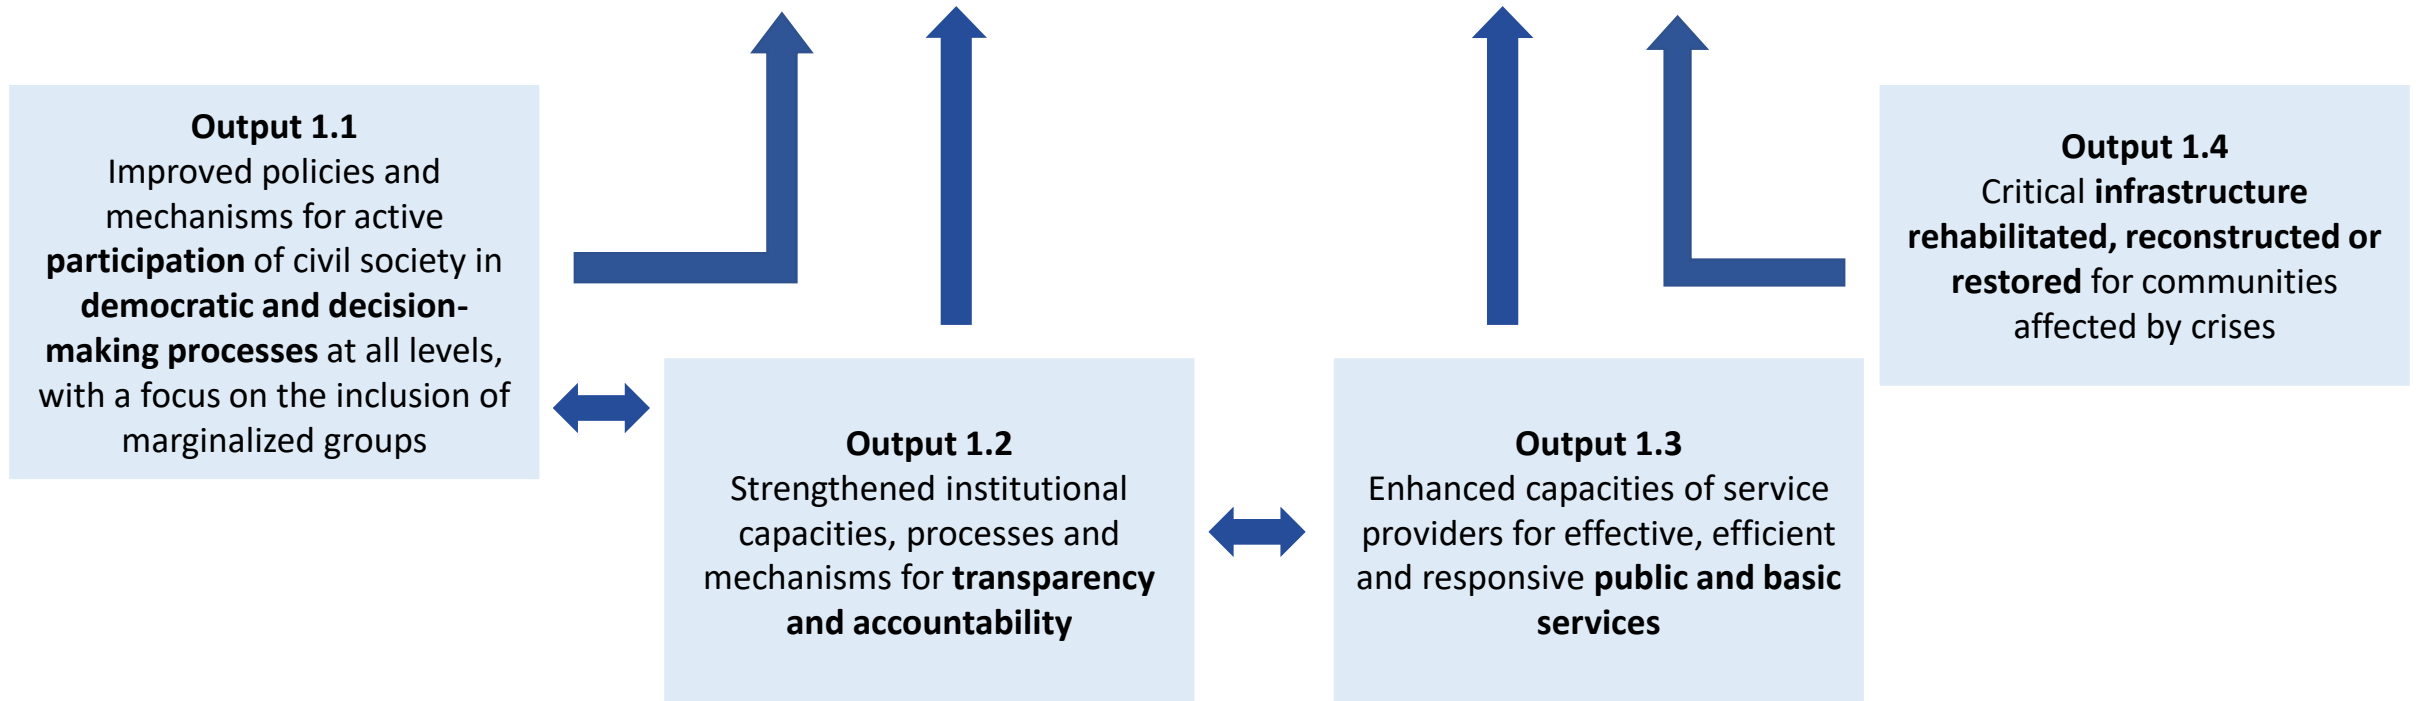 Output 1.1
Improved policies and
mechanisms for active
participation of civil society in
democratic and decision-
making processes at all levels,
with a focus on the inclusion of
marginalized groups
Output 1.2
Strengthened institutional
capacities, processes and
mechanisms for transparency
and accountability
Output 1.3
Enhanced capacities of service
providers for effective, efficient
and responsive public and basic
services
Output 1.4
Critical infrastructure
rehabilitated, reconstructed or
restored for communities
affected by crises